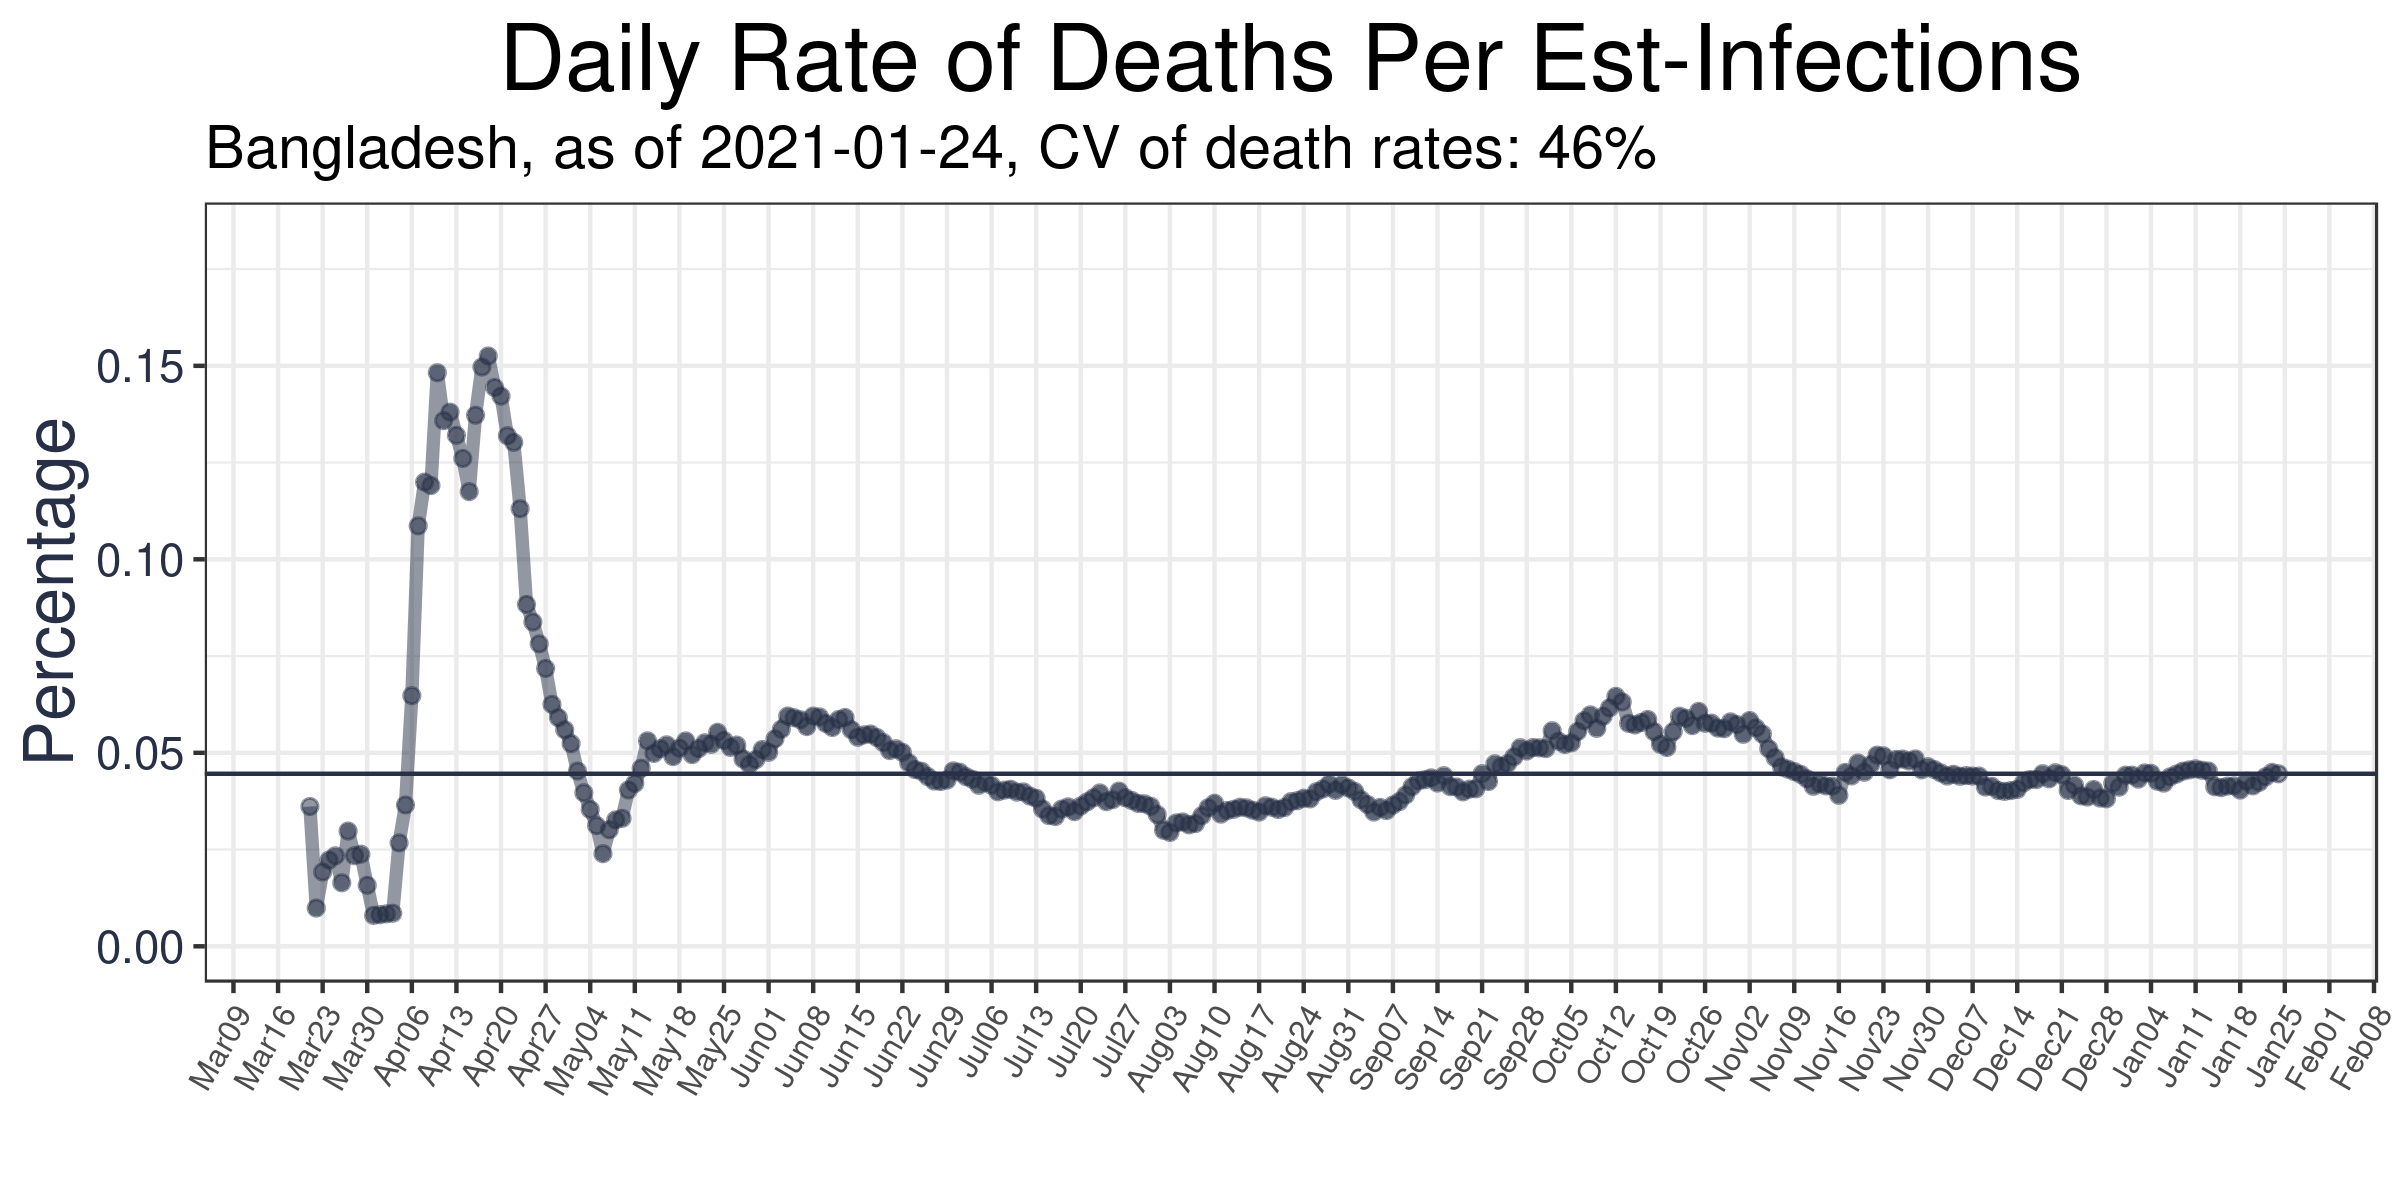 Daily Rate of Deaths Per Est-Infections
Bangladesh, as of 2021-01-24, CV of death rates: 46%
Percentage
0.15
0.10
0.05
0.00
Mar09 Mar16 Mar23 Mar30 Apr06 Apr13 Apr20 Apr27 May04 May11 May18 May25 Jun01 Jun08 Jun15 Jun22 Jun29 Jul06 Jul13 Jul20 Jul27 Aug03 Aug10 Aug17 Aug24 Aug31 Sep07 Sep14 Sep21 Sep28 Oct05 Oct12 Oct19 Oct26 Nov02 Nov09 Nov16 Nov23 Nov30 Dec07 Dec14 Dec21 Dec28 Jan04 Jan11 Jan18 Jan25 Feb01 Feb08